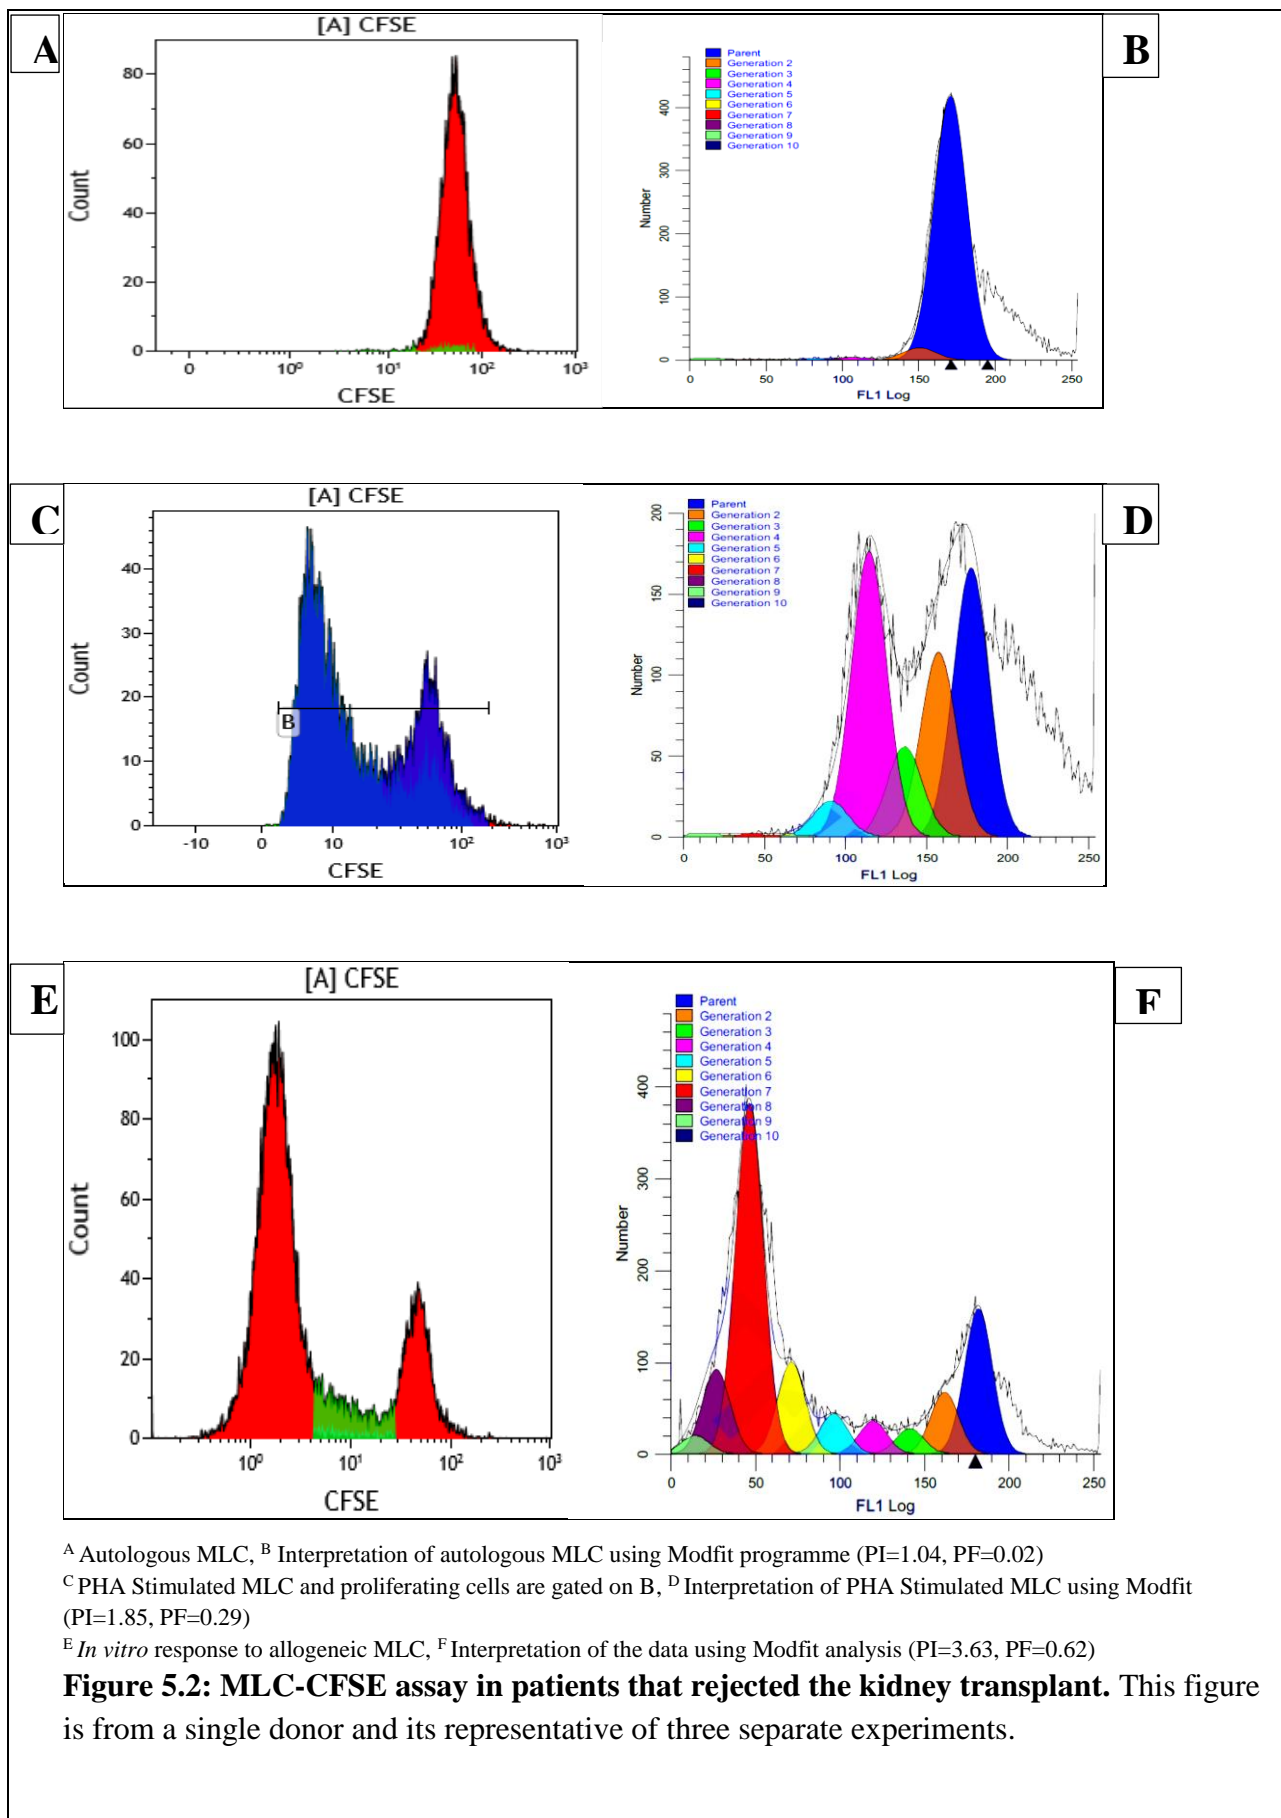 A
[A] CFSE
Count
80
60
40
20
0
0
10⁰
10¹
10²
10³
CFSE
B
Parent
Generation 2
Generation 3
Generation 4
Generation 5
Generation 6
Generation 7
Generation 8
Generation 9
Generation 10
Number
400
300
200
100
0
0
50
100
150
200
250
FL1 Log
C
[A] CFSE
Count
40
30
20
10
0
B
-10
0
10
10²
10³
CFSE
D
Parent
Generation 2
Generation 3
Generation 4
Generation 5
Generation 6
Generation 7
Generation 8
Generation 9
Generation 10
Number
200
150
100
50
0
0
50
100
150
200
250
FL1 Log
E
[A] CFSE
Count
100
80
60
40
20
0
10⁰
10¹
10²
10³
CFSE
F
Parent
Generation 2
Generation 3
Generation 4
Generation 5
Generation 6
Generation 7
Generation 8
Generation 9
Generation 10
Number
400
300
200
100
0
0
50
100
150
200
250
FL1 Log
ᴬ Autologous MLC, ᴮ Interpretation of autologous MLC using Modfit programme (PI=1.04, PF=0.02)
ᶜ PHA Stimulated MLC and proliferating cells are gated on B, ᴰ Interpretation of PHA Stimulated MLC using Modfit
(PI=1.85, PF=0.29)
ᴱ In vitro response to allogeneic MLC, ᶠ Interpretation of the data using Modfit analysis (PI=3.63, PF=0.62)
Figure 5.2: MLC-CFSE assay in patients that rejected the kidney transplant. This figure
is from a single donor and its representative of three separate experiments.